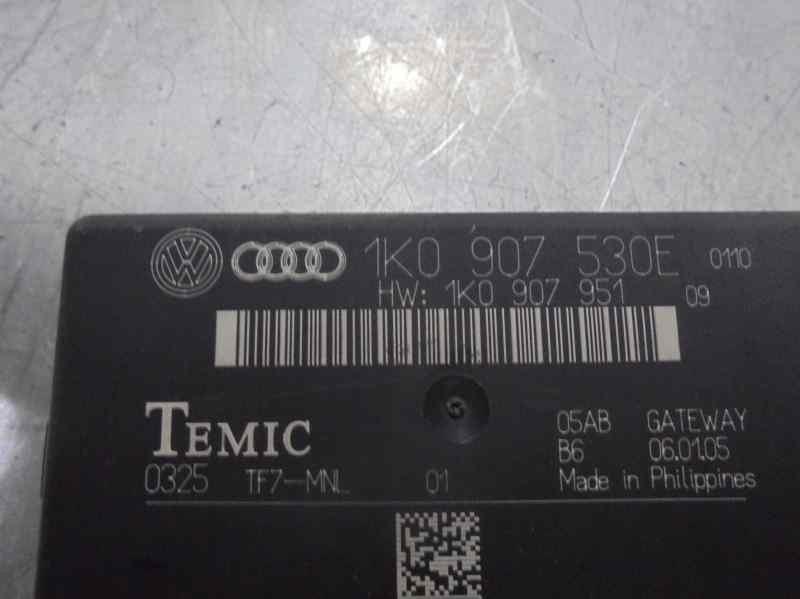 1K0 907 530E 0110
HW: 1K0 907 951 09
TEMIC
05AB GATEWAY
B6 06.01.05
0325 TF7-MNL 01 Made in Philippines